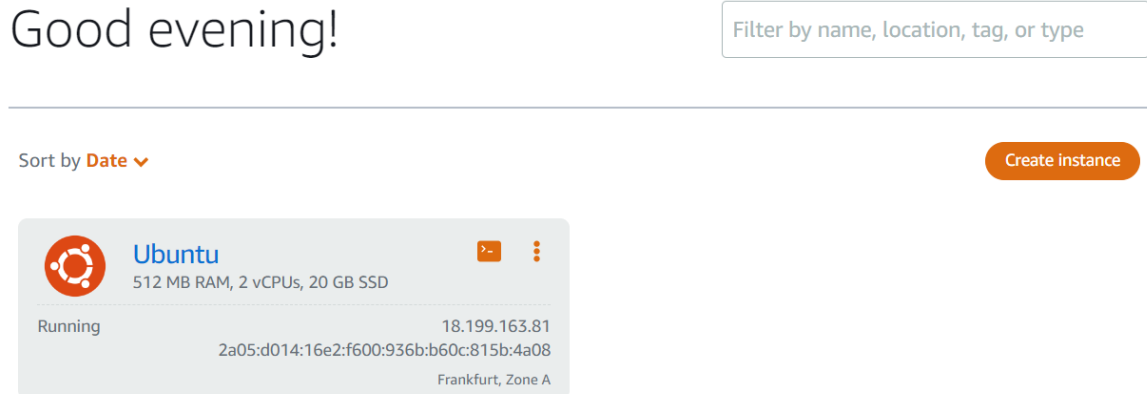 Good evening!
Filter by name, location, tag, or type
Sort by Date
Create instance
Ubuntu
512 MB RAM, 2 vCPUs, 20 GB SSD
Running
18.199.163.81
2a05:d014:16e2:f600:936b:b60c:815b:4a08
Frankfurt, Zone A